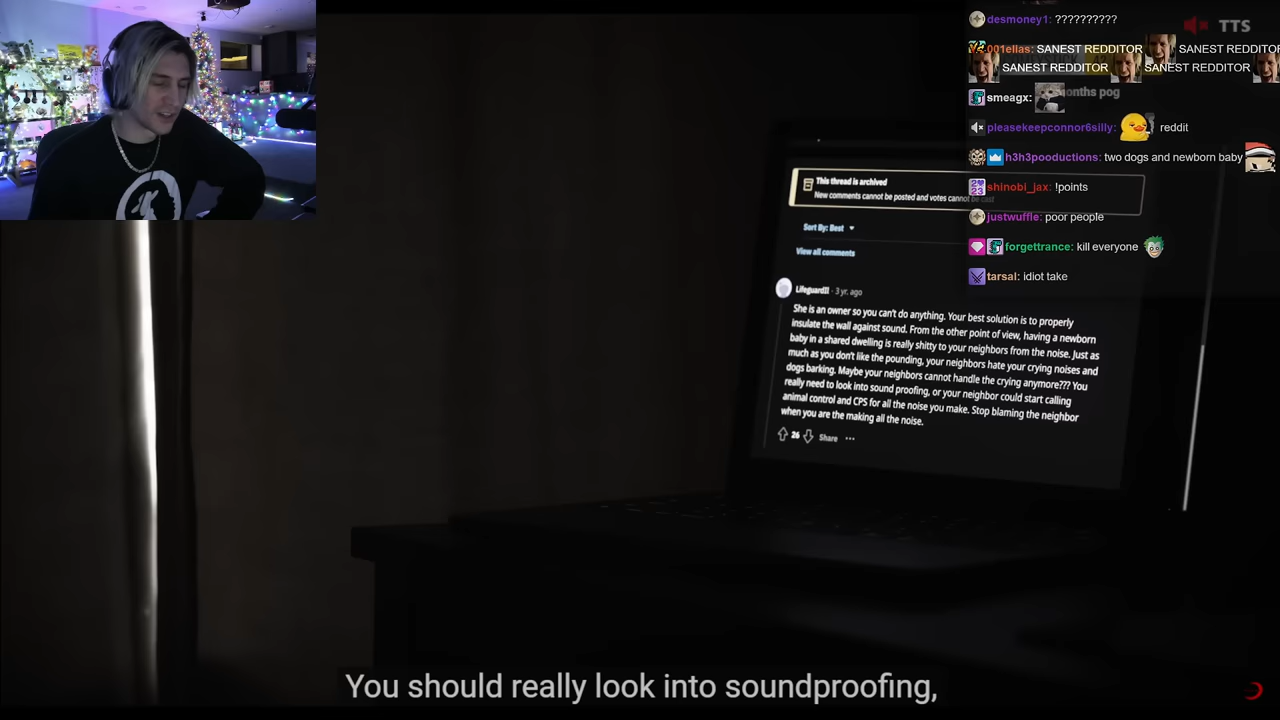 desmoney1: ??????????
TTS
001elias: SANEST REDDITOR SANEST REDDITOR
SANEST REDDITOR SANEST REDDITOR
smeagx: months pog
pleasekeepconnor6silly: reddit
h3h3pooductions: two dogs and newborn baby
shinobi_jax: !points
justwuffle: poor people
forgettrance: kill everyone
tarsal: idiot take
This thread is archived
New comments cannot be posted and votes cannot be cast
Sort By: Best
View all comments
LifeguardII · 3 yr. ago
She is an owner so you can't do anything. Your best solution is to properly
insulate the wall against sound. From the other point of view, having a newborn
baby in a shared dwelling is really shitty to your neighbors from the noise. Just as
much as you don't like the pounding, your neighbors hate your crying noises and
dogs barking. Maybe your neighbors cannot handle the crying anymore??? You
really need to look into sound proofing, or your neighbor could start calling
animal control and CPS for all the noise you make. Stop blaming the neighbor
when you are the making all the noise.
26 Share ···
You should really look into soundproofing,